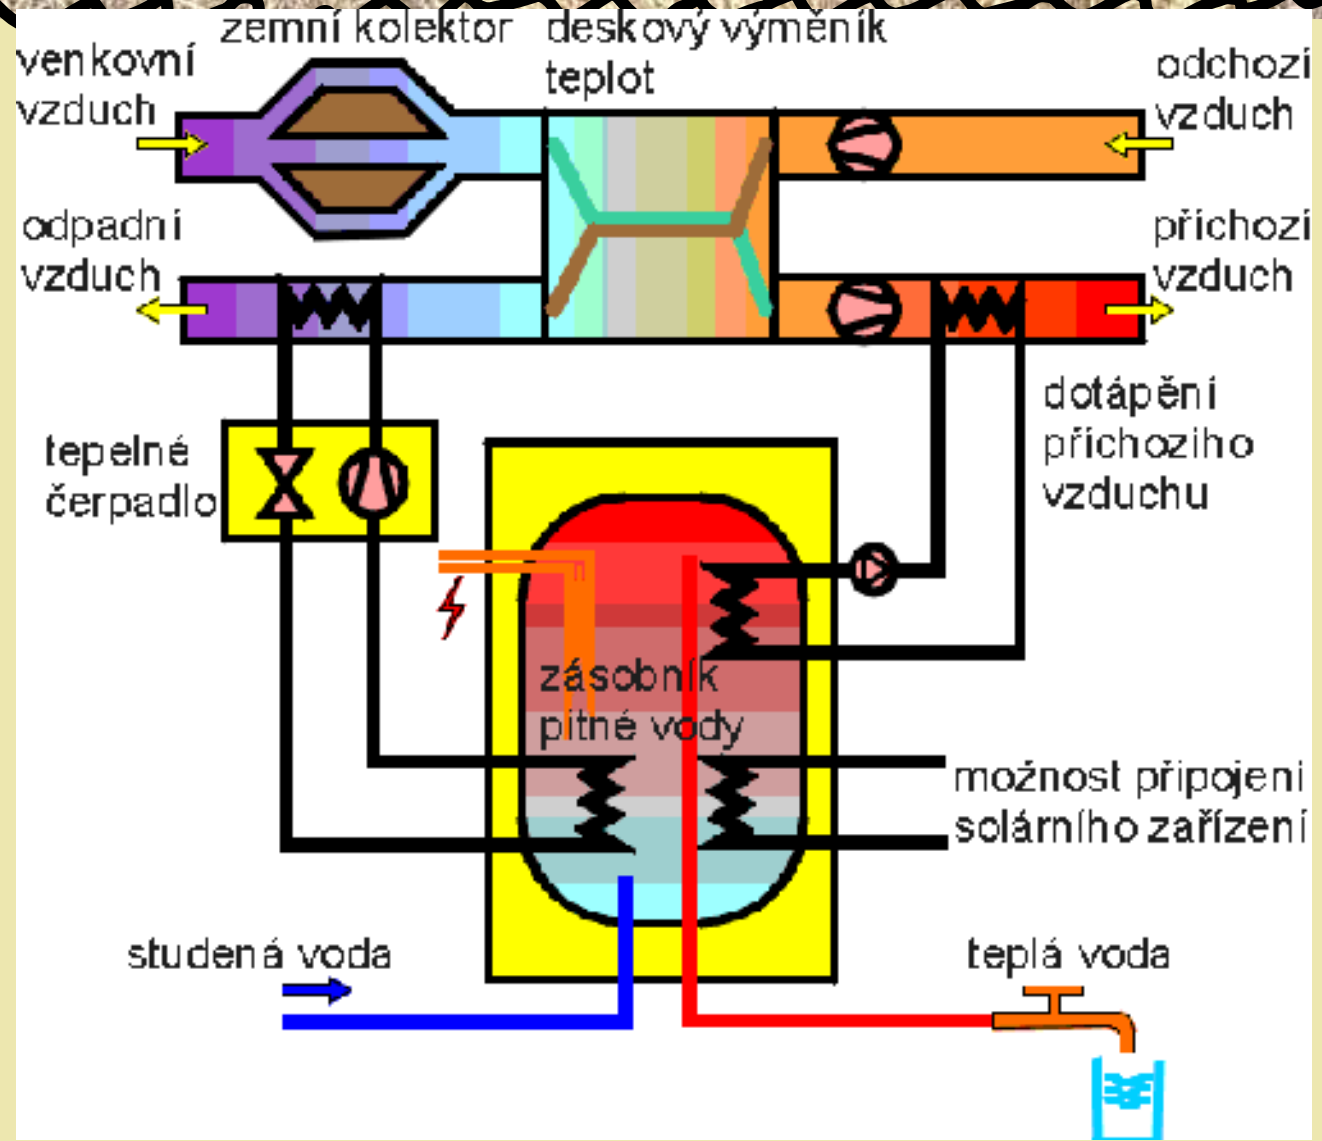 zemní kolektor
deskový výměník
teplot
venkovní
vzduch
odchozí
vzduch
odpadní
vzduch
příchozí
vzduch
tepelné
čerpadlo
dotápění
příchoziho
vzduchu
zásobník
pitné vody
možnost připojení
solárního zařízení
studená voda
teplá voda